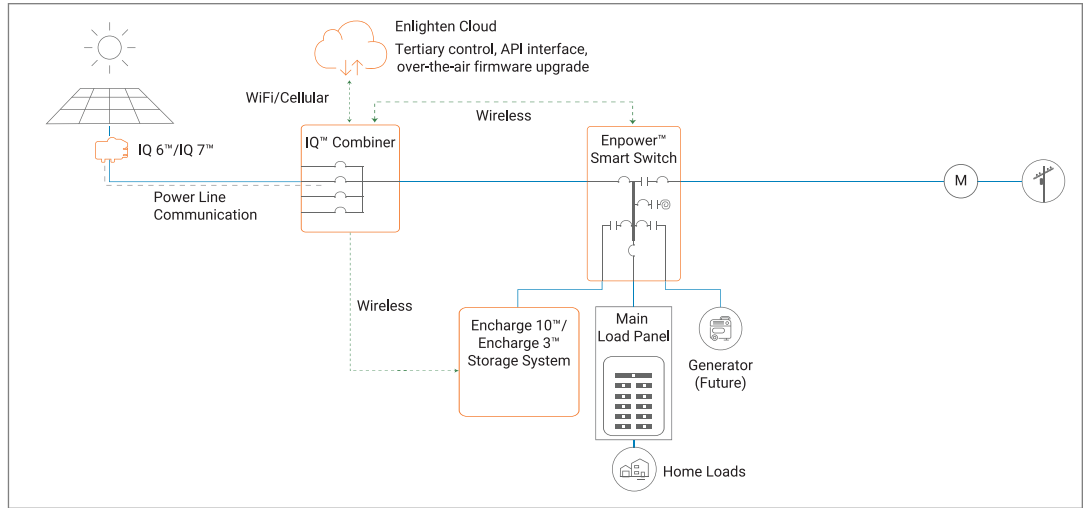 Enlighten Cloud
Tertiary control, API interface,
over-the-air firmware upgrade
WiFi/Cellular
Wireless
IQ™ Combiner
Enpower™
Smart Switch
IQ 6™/IQ 7™
Power Line
Communication
M
Wireless
Encharge 10™/
Encharge 3™
Storage System
Main
Load Panel
Generator
(Future)
Home Loads